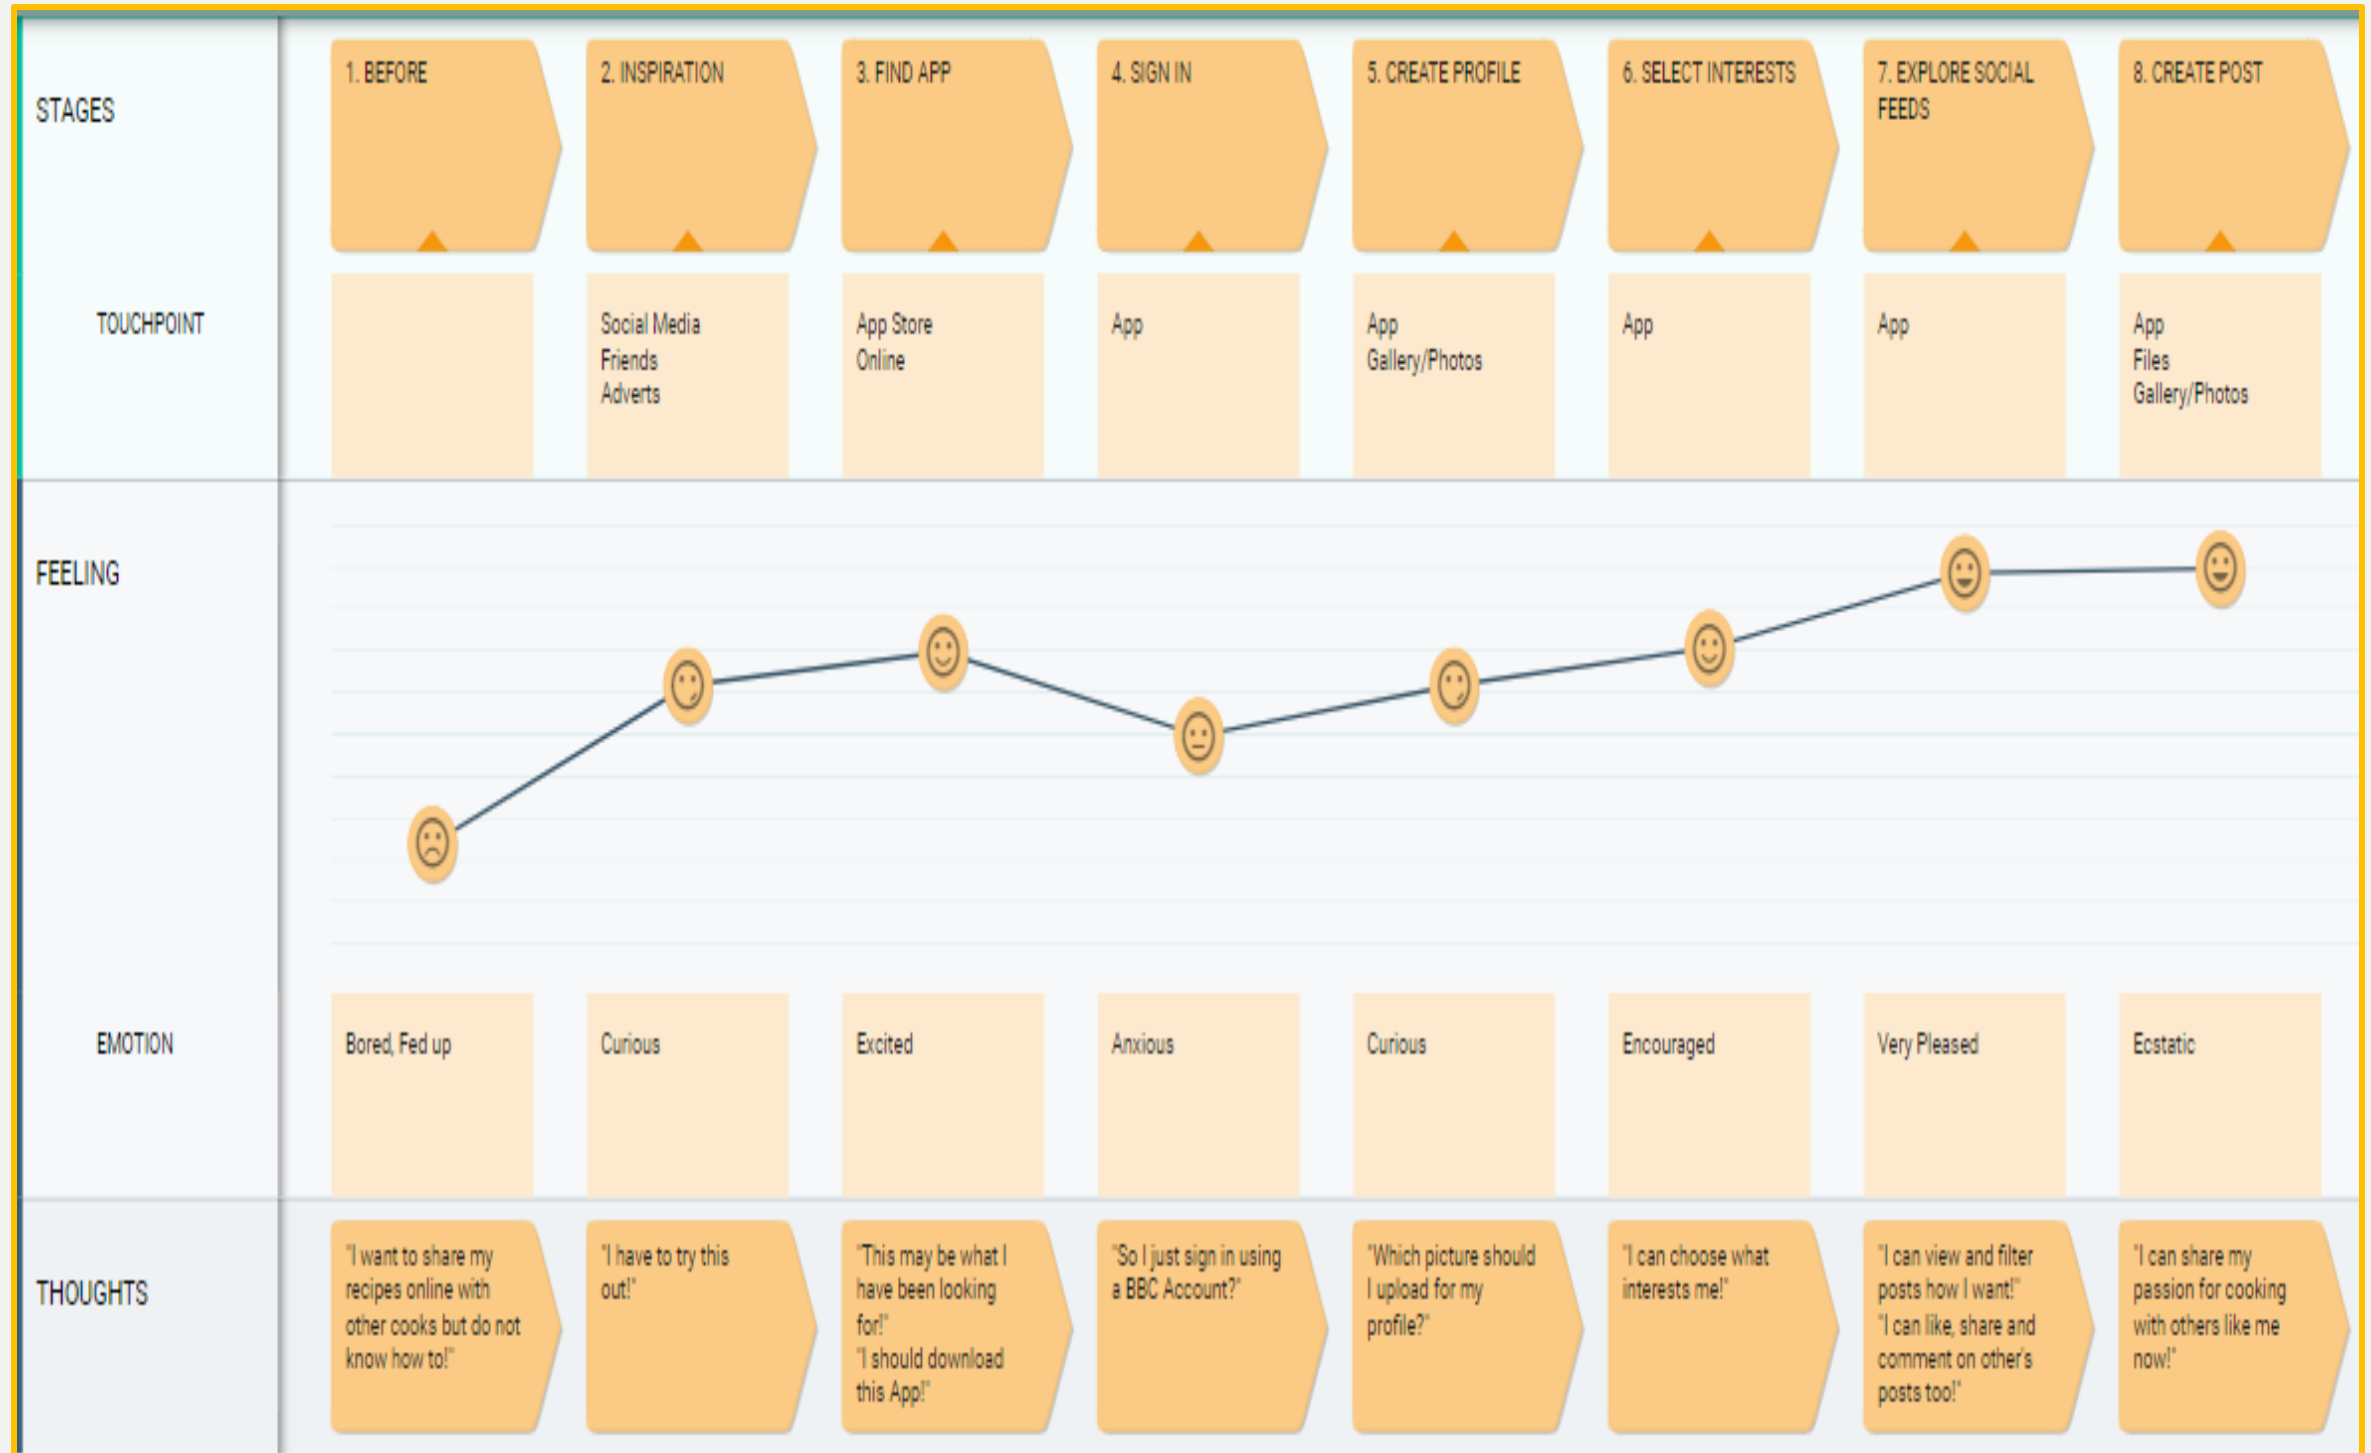 STAGES
1. BEFORE
2. INSPIRATION
3. FIND APP
4. SIGN IN
5. CREATE PROFILE
6. SELECT INTERESTS
7. EXPLORE SOCIAL
FEEDS
8. CREATE POST
TOUCHPOINT
Social Media
Friends
Adverts
App Store
Online
App
App
Gallery/Photos
App
App
App
Files
Gallery/Photos
FEELING
EMOTION
Bored, Fed up
Curious
Excited
Anxious
Curious
Encouraged
Very Pleased
Ecstatic
THOUGHTS
"I want to share my
recipes online with
other cooks but do not
know how to!"
"I have to try this
out!"
"This may be what I
have been looking
for!"
"I should download
this App!"
"So I just sign in using
a BBC Account?"
"Which picture should
I upload for my
profile?"
"I can choose what
interests me!"
"I can view and filter
posts how I want!"
"I can like, share and
comment on other's
posts too!"
"I can share my
passion for cooking
with others like me
now!"